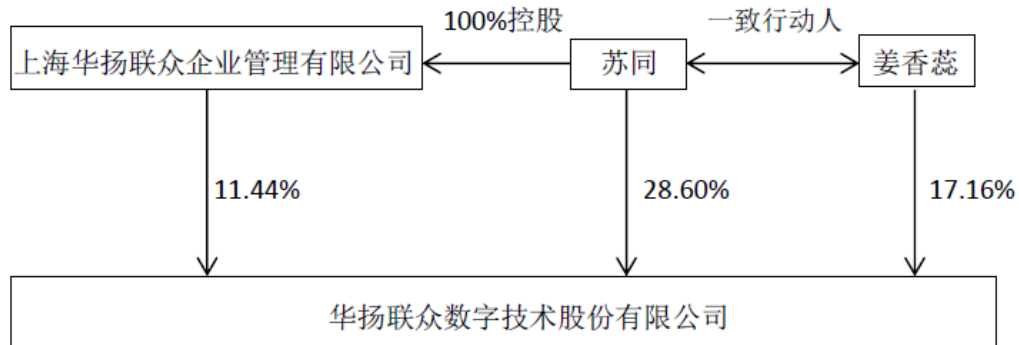 100%控股
一致行动人
上海华扬联众企业管理有限公司
苏同
姜香蕊
11.44%
28.60%
17.16%
华扬联众数字技术股份有限公司